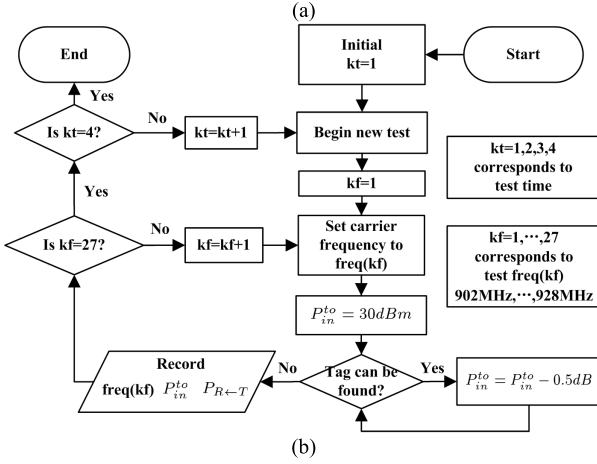 (a)
End
Initial
kt=1
Start
Yes
Is kt=4?
No
kt=kt+1
Begin new test
kt=1,2,3,4
corresponds to
test time
Yes
kf=1
Is kf=27?
No
kf=kf+1
Set carrier
frequency to
freq(kf)
kf=1,···,27
corresponds to
test freq(kf)
902MHz,···,928MHz
$P_{in}^{to} = 30dBm$
Record
freq(kf) $P_{in}^{to}$ $P_{R\leftarrow T}$
No
Tag can be
found?
Yes
$P_{in}^{to} = P_{in}^{to} - 0.5dB$
(b)